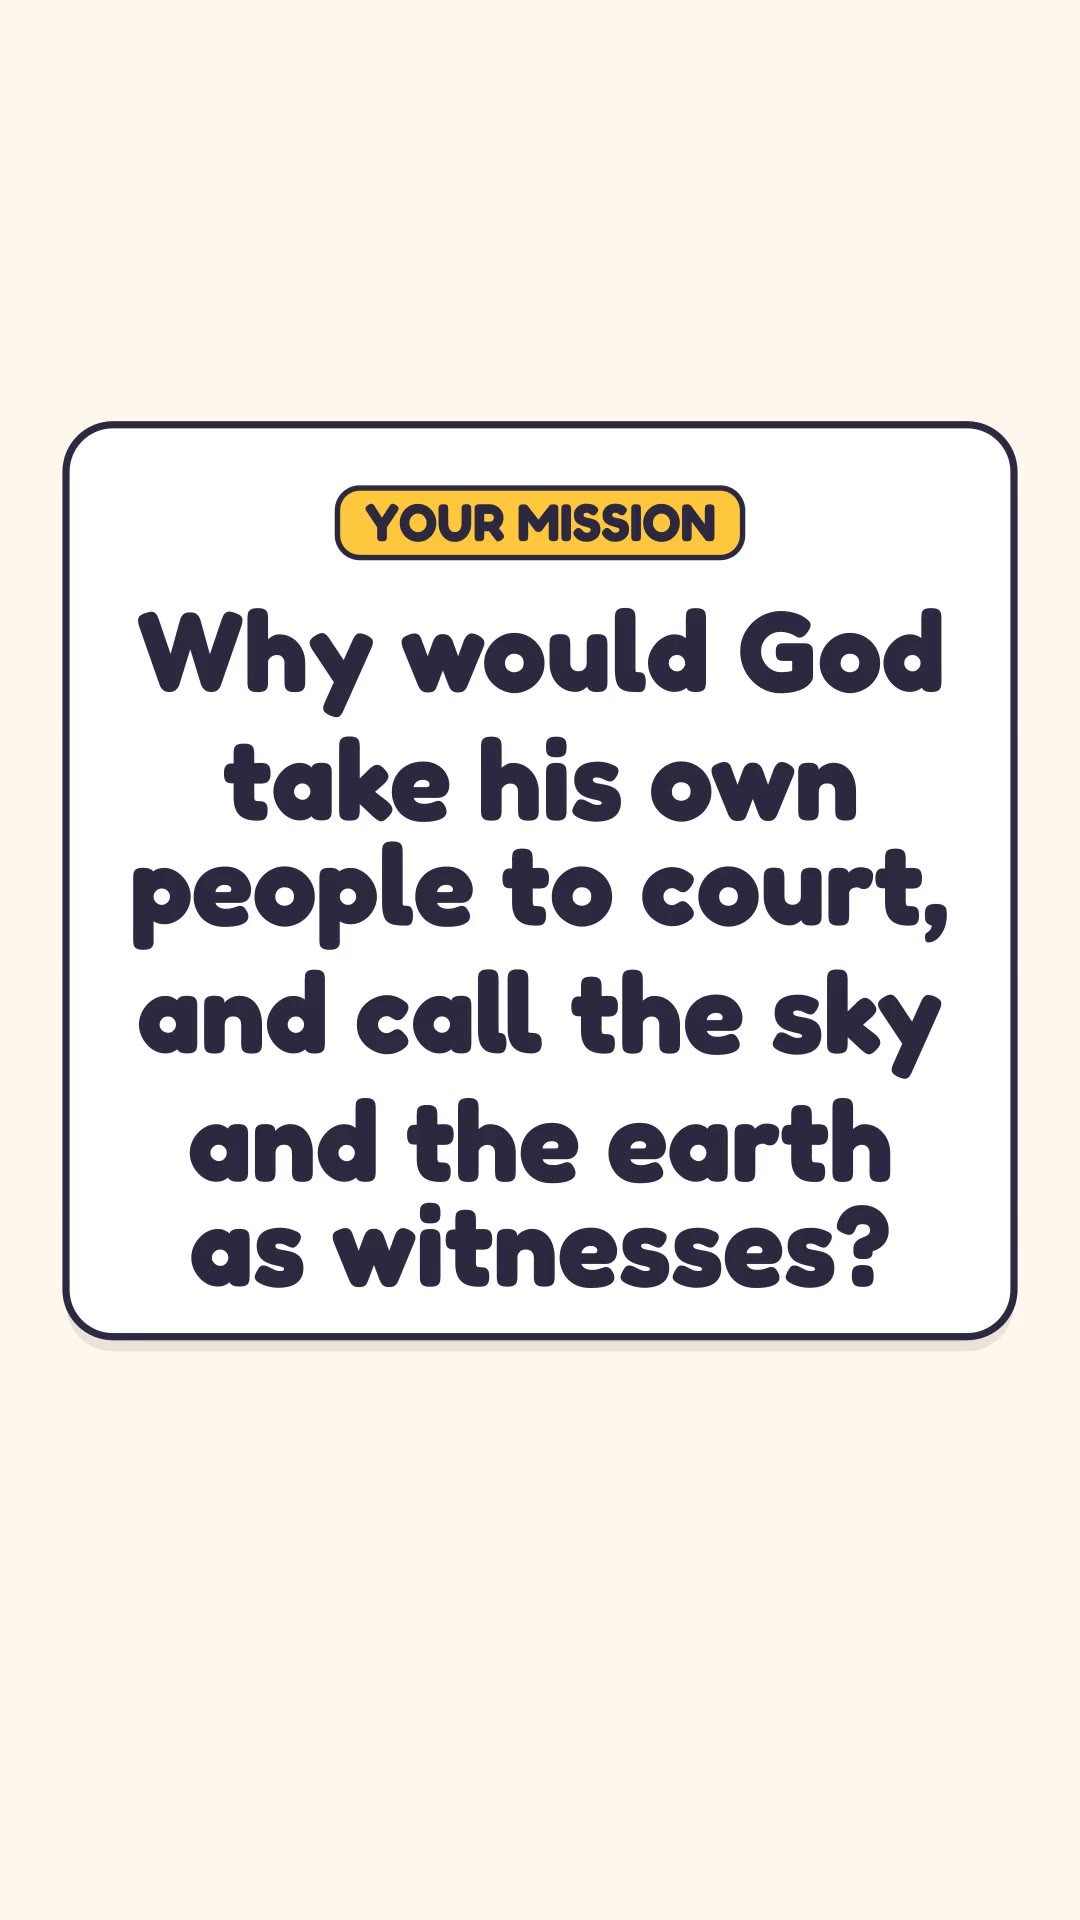 YOUR MISSION
Why would God
take his own
people to court,
and call the sky
and the earth
as witnesses?